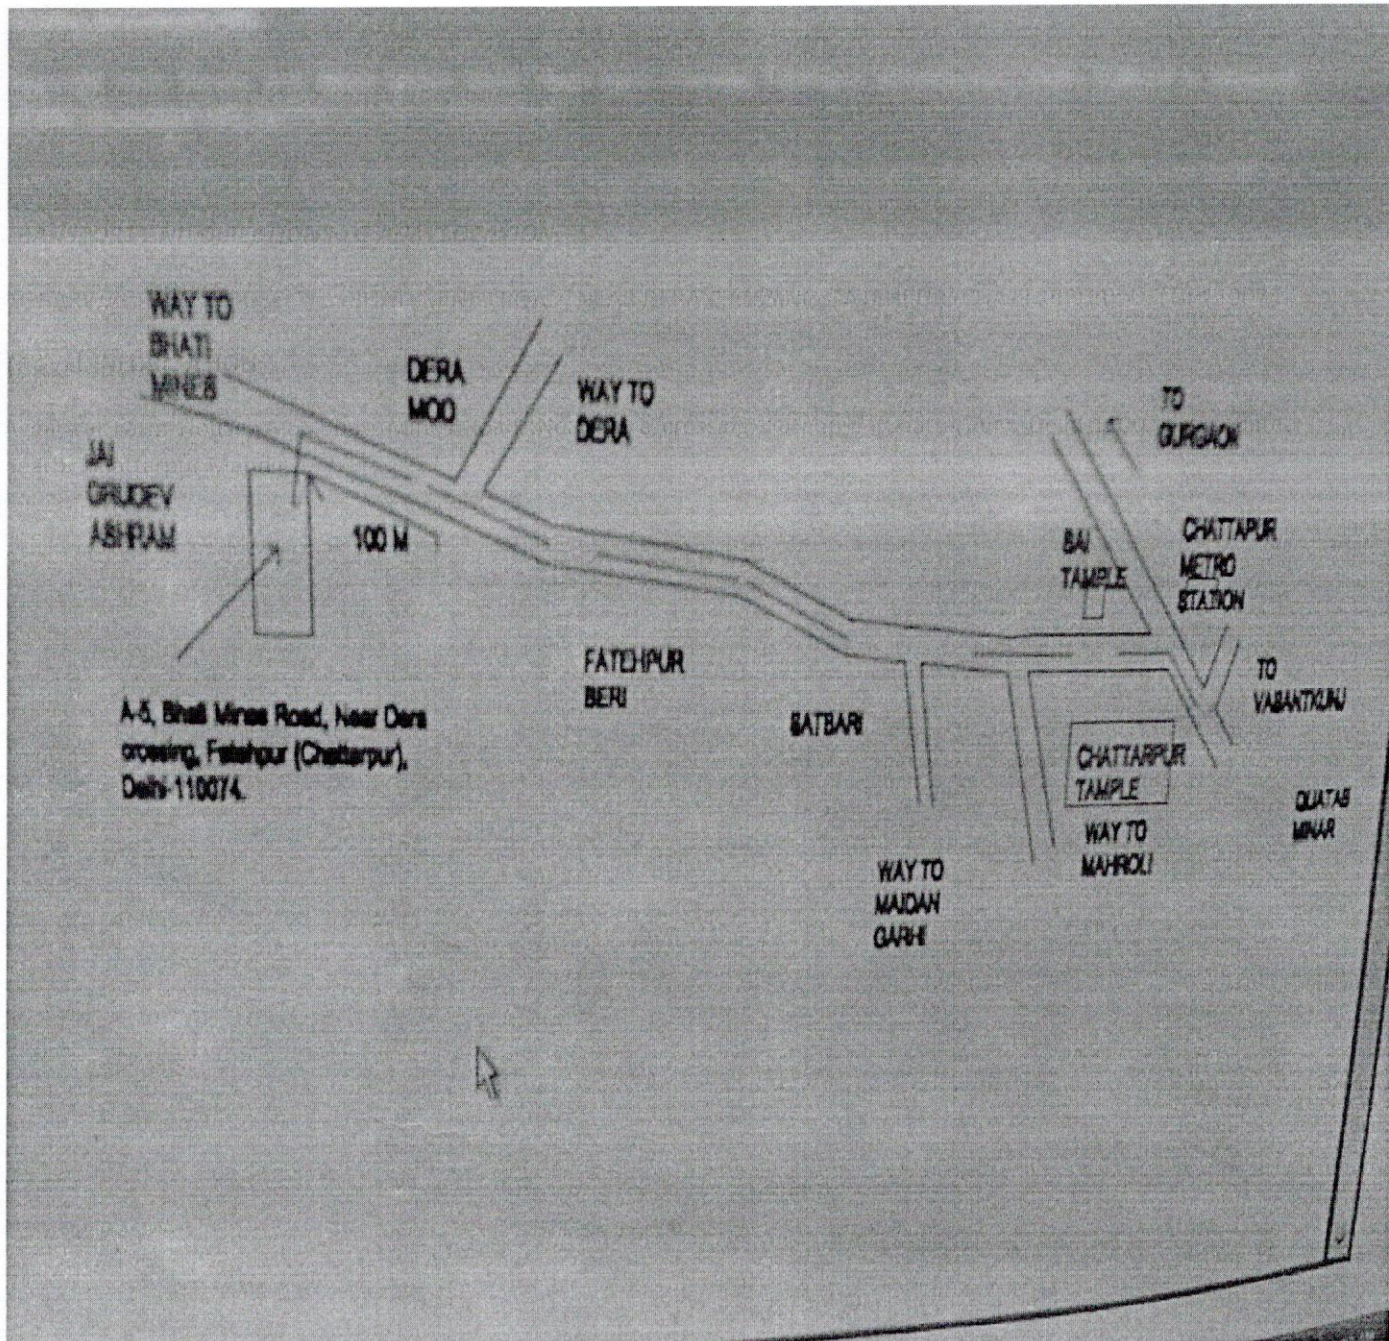 WAY TO
BHATI
MINES
DERA
MOD
WAY TO
DERA
TO
GURGAON
JAI
GRUDEV
ASHRAM
100 M
SAI
TAMPLE
CHATTAPUR
METRO
STATION
FATEHPUR
BERI
TO
VASANTKUNJ
A-5, Bhati Mines Road, Near Dera
crossing, Fatehpur (Chattarpur),
Delhi-110074.
SATBARI
CHATTARPUR
TAMPLE
QUATAB
MINAR
WAY TO
MAHROLI
WAY TO
MAIDAN
GARHI